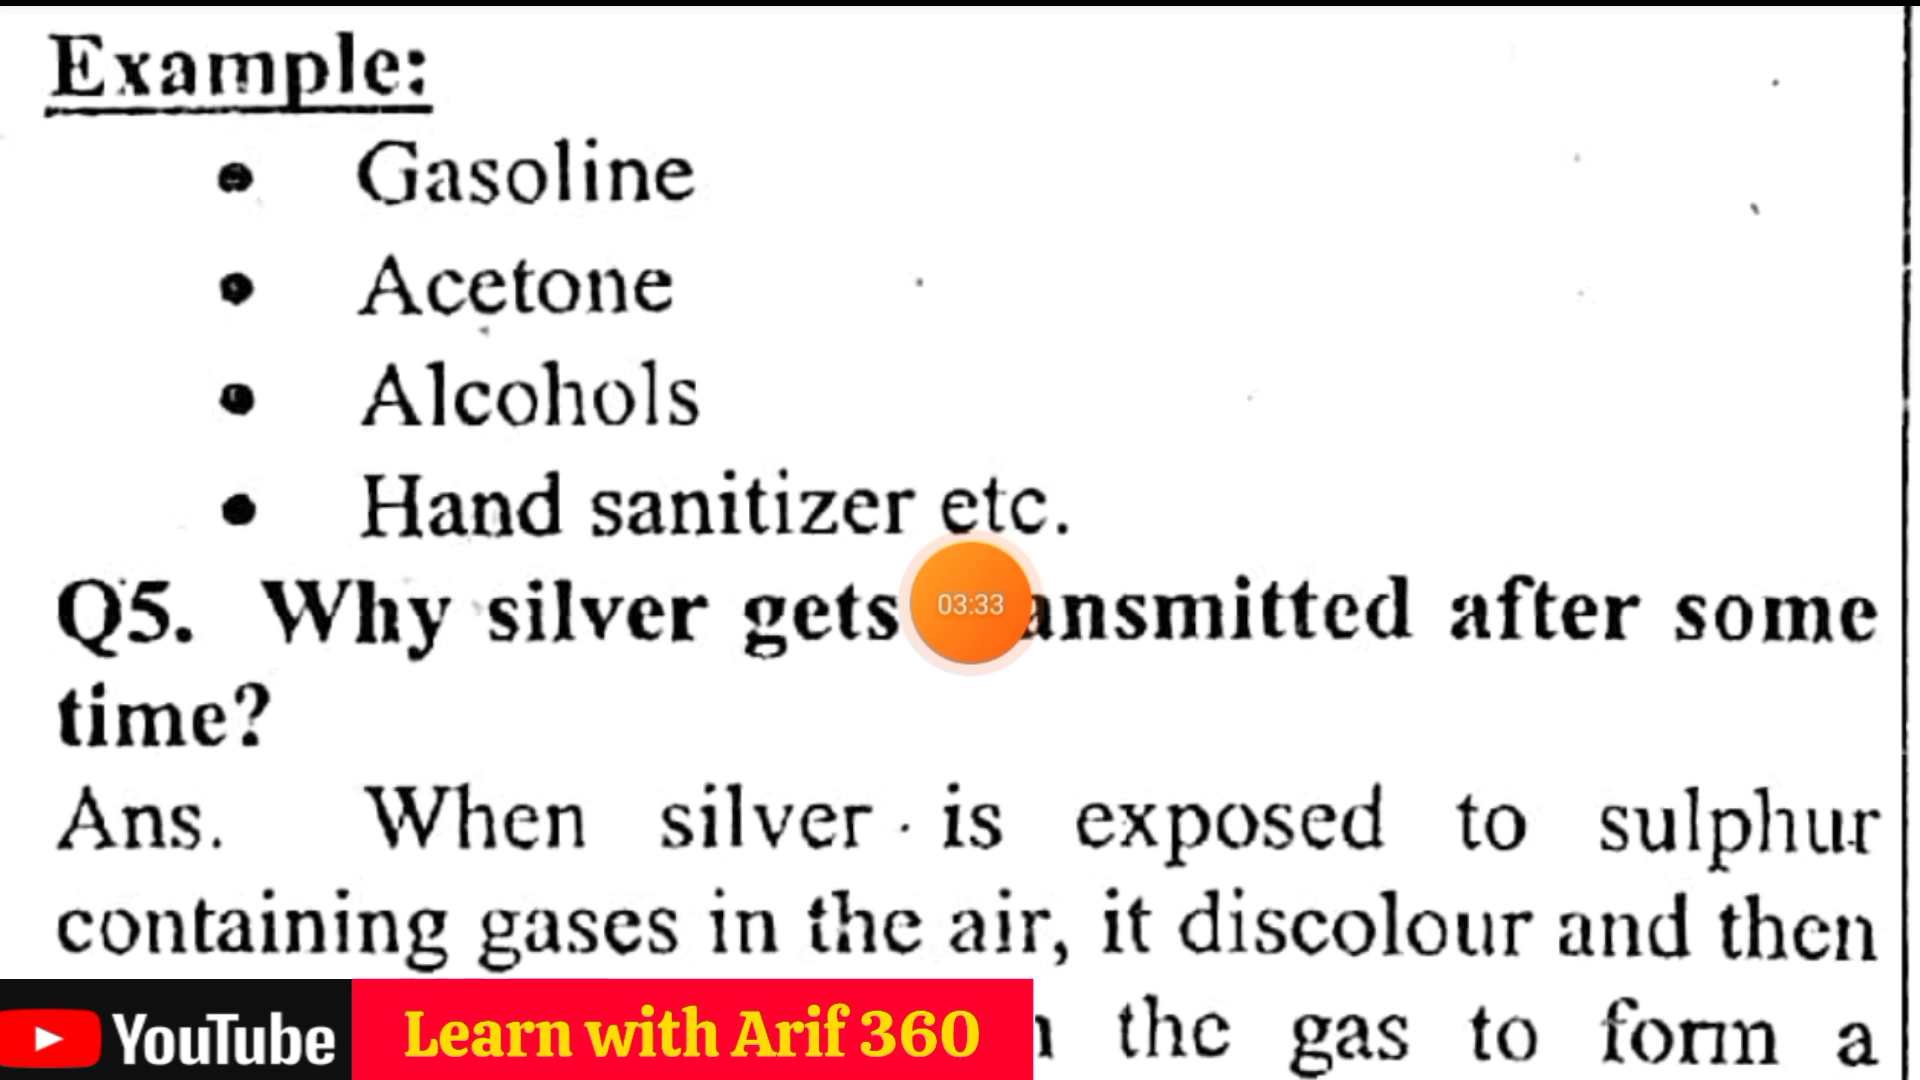 Example:
• Gasoline
• Acetone
• Alcohols
• Hand sanitizer etc.
Q5. Why silver gets ansmitted after some
03:33
time?
Ans. When silver is exposed to sulphur
containing gases in the air, it discolour and then
the gas to form a
YouTube
Learn with Arif 360